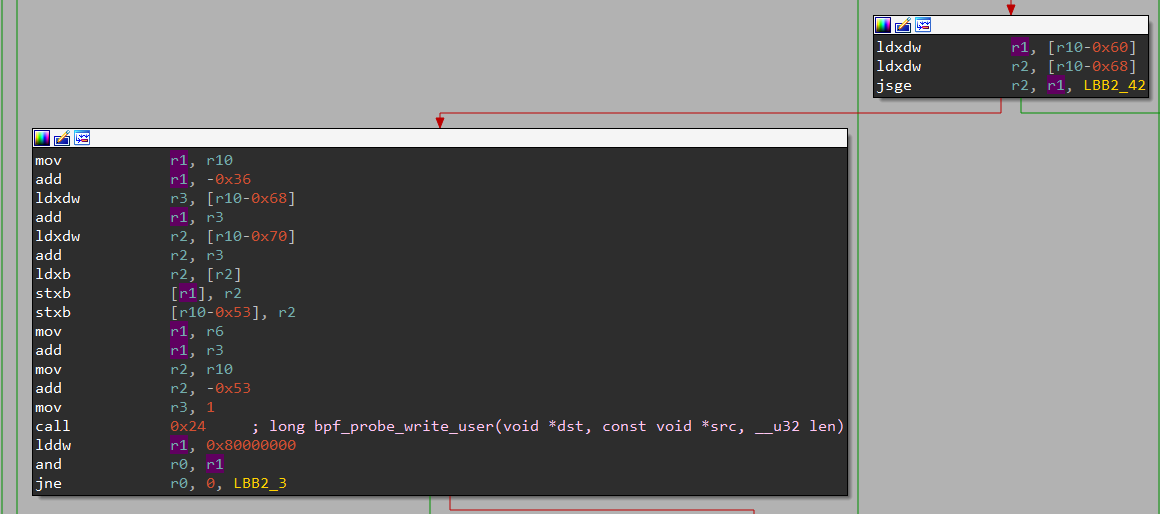 ldxdw r1, [r10-0x60]
ldxdw r2, [r10-0x68]
jsge r2, r1, LBB2_42
mov r1, r10
add r1, -0x36
ldxdw r3, [r10-0x68]
add r1, r3
ldxdw r2, [r10-0x70]
add r2, r3
ldxb r2, [r2]
stxb [r1], r2
stxb [r10-0x53], r2
mov r1, r6
add r1, r3
mov r2, r10
add r2, -0x53
mov r3, 1
call 0x24 ; long bpf_probe_write_user(void *dst, const void *src, __u32 len)
lddw r1, 0x80000000
and r0, r1
jne r0, 0, LBB2_3